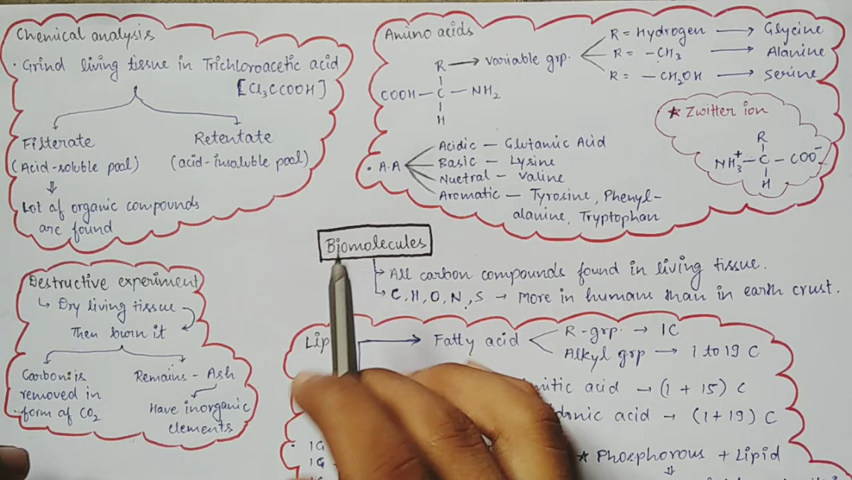 Chemical analysis
· Grind living tissue in Trichloroacetic acid
[Cl3CCOOH]
Filterate
(Acid-soluble pool)
Retentate
(acid-insoluble pool)
Lot of organic compounds
are found
Amino acids
R → variable grp.
COOH – C – NH2
H
R = Hydrogen → Glycine
R = – CH3 → Alanine
R = – CH2OH → Serine
★ Zwitter ion
R
NH3+ – C – COO–
H
· A.A
Acidic – Glutamic Acid
Basic – Lysine
Nuetral – Valine
Aromatic – Tyrosine, Phenyl-
alanine, Tryptophan
Biomolecules
→ All carbon compounds found in living tissue.
→ C, H, O, N, S → More in humans than in earth crust.
Destructive experiment
↳ Dry living tissue
Then burn it
Carbon is
removed in
form of CO2
Remains – Ash
Have inorganic
elements
Lip
→ Fatty acid
R-grp. → 1C
Alkyl grp → 1 to 19 C
acid → (1 + 15) C
acid → (1 + 19) C
★ Phosphorous + Lipid